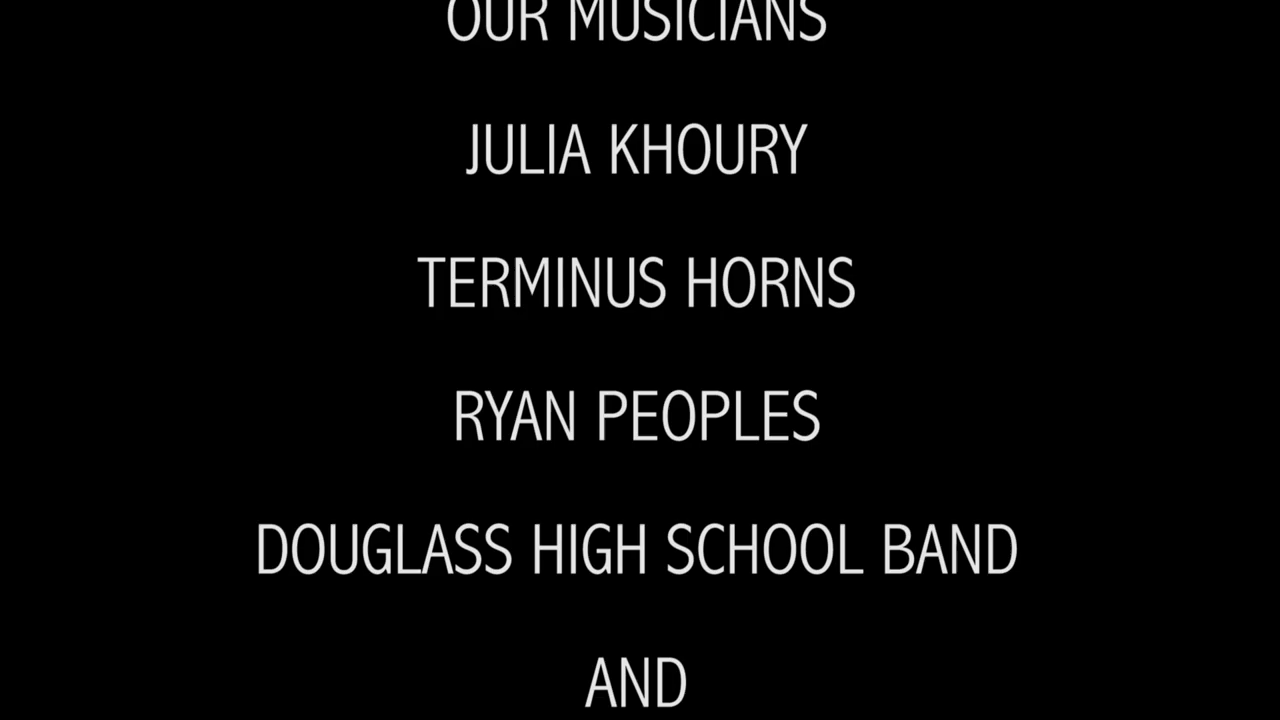 OUR MUSICIANS
JULIA KHOURY
TERMINUS HORNS
RYAN PEOPLES
DOUGLASS HIGH SCHOOL BAND
AND